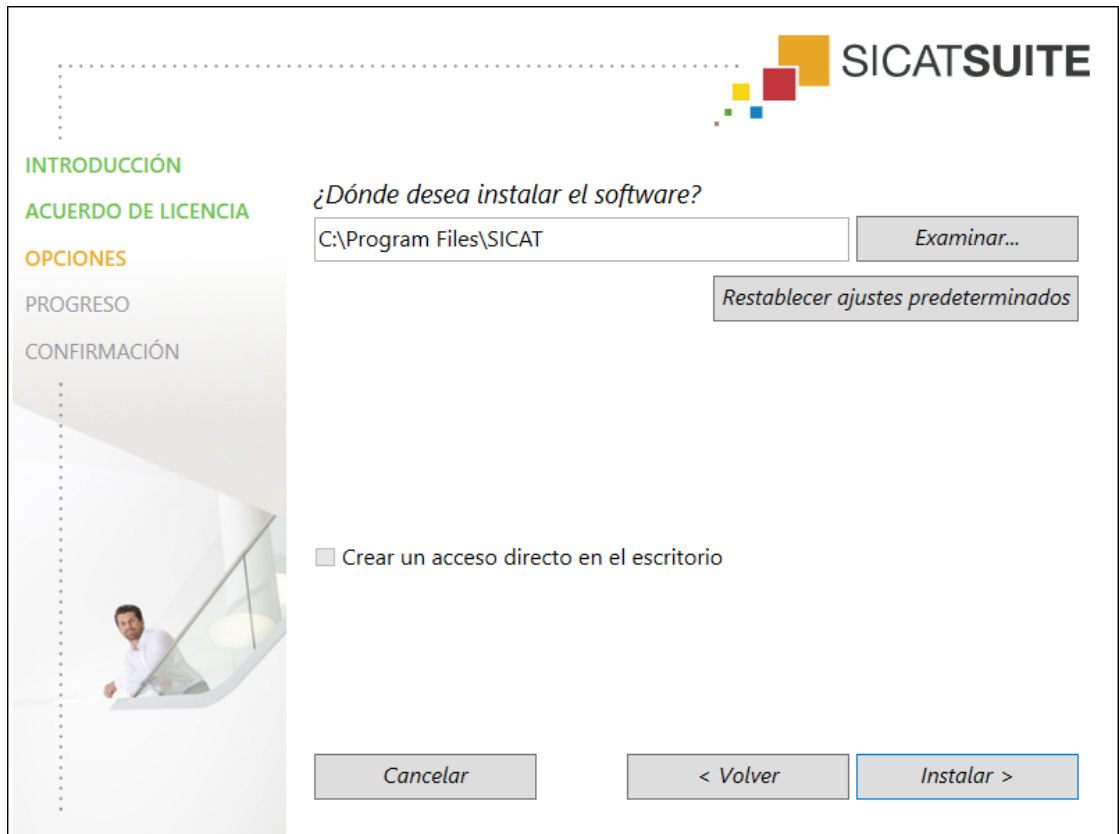 SICATSUITE
INTRODUCCIÓN
ACUERDO DE LICENCIA
OPCIONES
PROGRESO
CONFIRMACIÓN
¿Dónde desea instalar el software?
C:\Program Files\SICAT
Examinar...
Restablecer ajustes predeterminados
Crear un acceso directo en el escritorio
Cancelar
< Volver
Instalar >